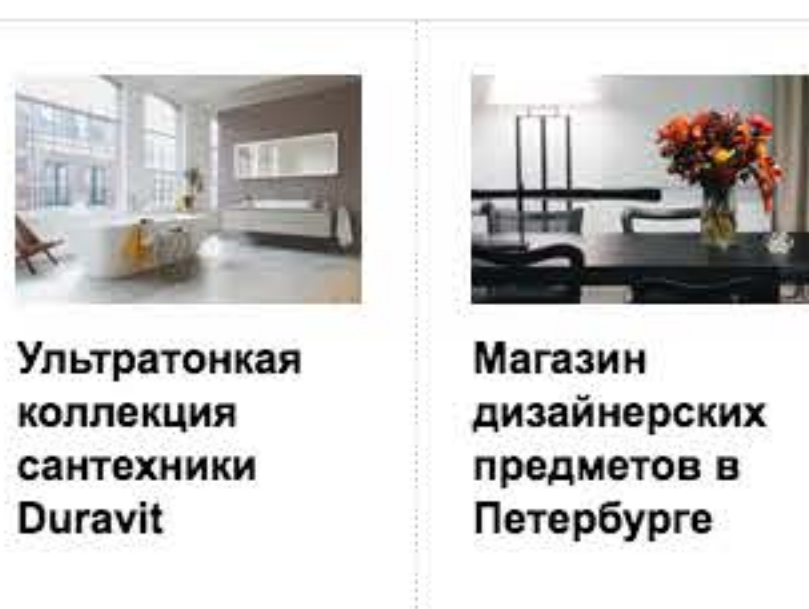 Ультратонкая
коллекция
сантехники
Duravit
Магазин
дизайнерских
предметов в
Петербурге